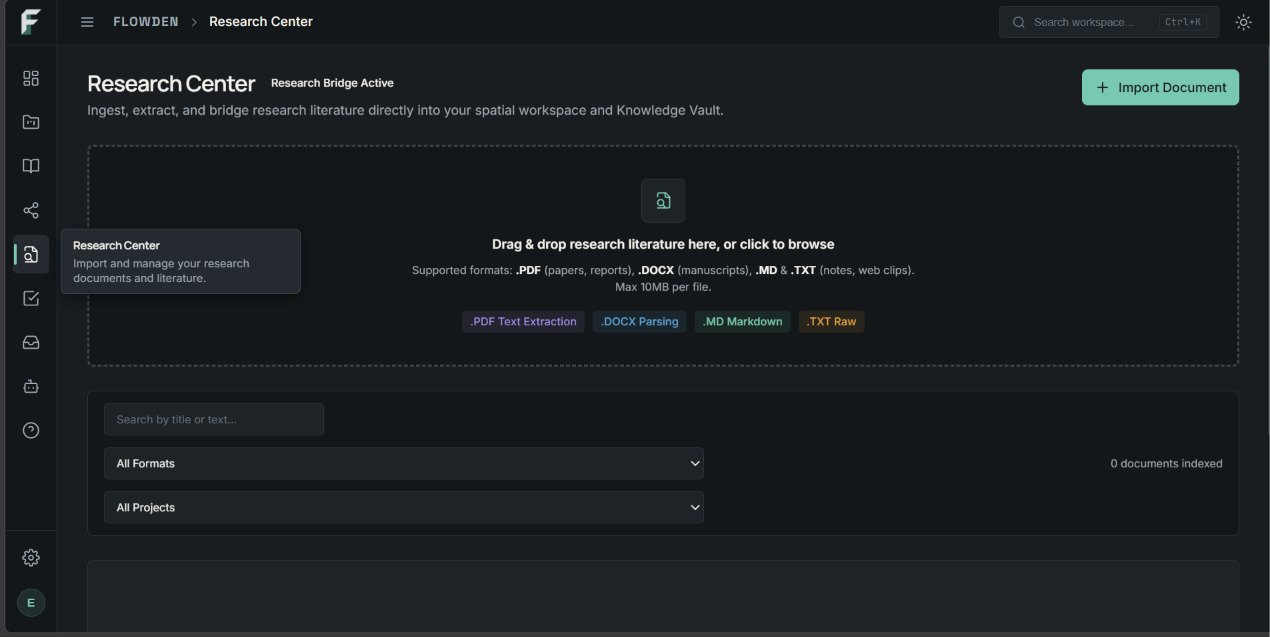 FLOWDEN > Research Center
Search workspace... Ctrl+K
Research Center Research Bridge Active
Import Document
Ingest, extract, and bridge research literature directly into your spatial workspace and Knowledge Vault.
Research Center
Import and manage your research
documents and literature.
Drag & drop research literature here, or click to browse
Supported formats: .PDF (papers, reports), .DOCX (manuscripts), .MD & .TXT (notes, web clips).
Max 10MB per file.
.PDF Text Extraction .DOCX Parsing .MD Markdown .TXT Raw
Search by title or text...
All Formats
0 documents indexed
All Projects
E